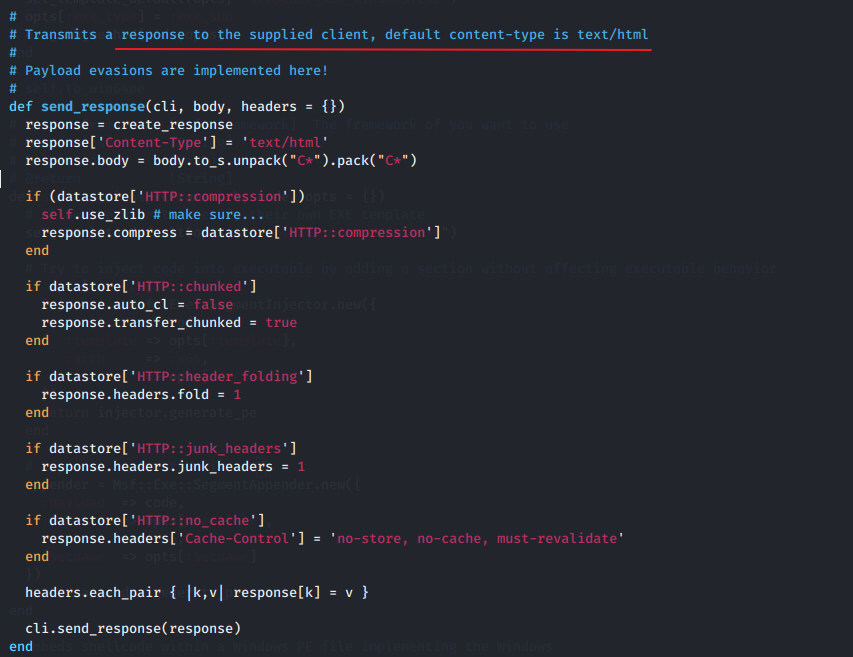 #
# Transmits a response to the supplied client, default content-type is text/html
#
# Payload evasions are implemented here!
#
def send_response(cli, body, headers = {})
  response = create_response
  response['Content-Type'] = 'text/html'
  response.body = body.to_s.unpack("C*").pack("C*")

  if (datastore['HTTP::compression'])
    self.use_zlib # make sure...
    response.compress = datastore['HTTP::compression']
  end

  if datastore['HTTP::chunked']
    response.auto_cl = false
    response.transfer_chunked = true
  end

  if datastore['HTTP::header_folding']
    response.headers.fold = 1
  end

  if datastore['HTTP::junk_headers']
    response.headers.junk_headers = 1
  end

  if datastore['HTTP::no_cache']
    response.headers['Cache-Control'] = 'no-store, no-cache, must-revalidate'
  end

  headers.each_pair { |k,v| response[k] = v }

  cli.send_response(response)
end